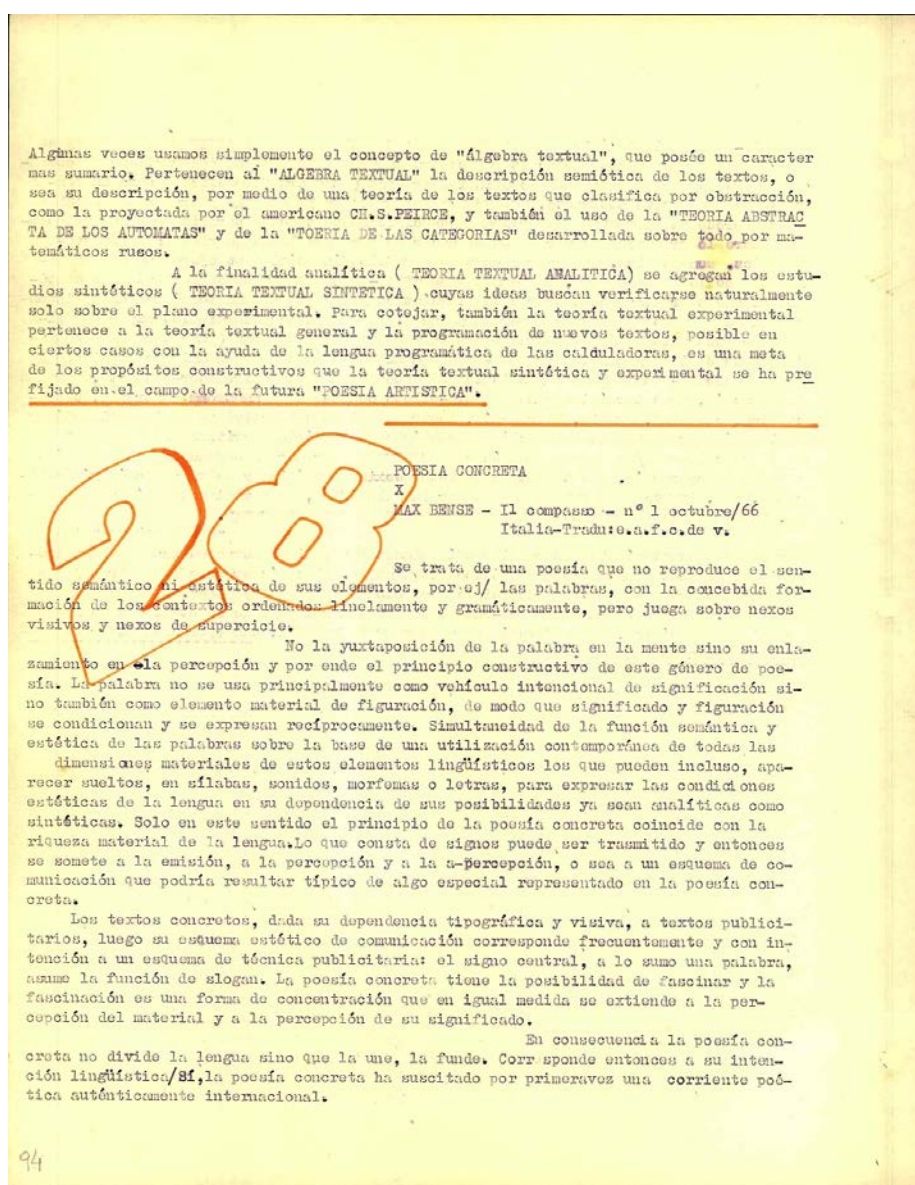 Algunas veces usamos simplemente el concepto de "álgebra textual", que posée un caracter
mas sumario. Pertenecen al "ALGEBRA TEXTUAL" la descripción semiótica de los textos, o
sea su descripción, por medio de una teoría de los textos que clasifica por obstracción,
como la proyectada por el americano CH.S.PEIRCE, y también el uso de la "TEORIA ABSTRAC
TA DE LOS AUTOMATAS" y de la "TOERIA DE LAS CATEGORIAS" desarrollada sobre todo por ma-
temáticos rusos.
A la finalidad analítica ( TEORIA TEXTUAL ANALITICA) se agregan los estu-
dios sintéticos ( TEORIA TEXTUAL SINTETICA ) cuyas ideas buscan verificarse naturalmente
solo sobre el plano experimental. Para cotejar, también la teoría textual experimental
pertenece a la teoría textual general y la programación de nuevos textos, posible en
ciertos casos con la ayuda de la lengua programática de las calduladoras, es una meta
de los propósitos constructivos que la teoría textual sintética y experimental se ha pre
fijado en el campo de la futura "POESIA ARTISTICA".
28
POESIA CONCRETA
X
MAX BENSE - Il compasso - nº 1 octubre/66
Italia-Tradu:e.a.f.c.de v.
Se trata de una poesía que no reproduce el sen-
tido semántico ni estética de sus elementos, por ej/ las palabras, con la concebida for-
mación de los contextos ordenados linelamente y gramáticamente, pero juega sobre nexos
visivos y nexos de supercicie.
No la yuxtaposición de la palabra en la mente sino su enla-
zamiento en la percepción y por ende el principio constructivo de este género de poe-
sía. La palabra no se usa principalmente como vehículo intencional de significación si-
no también como elemento material de figuración, de modo que significado y figuración
se condicionan y se expresan recíprocamente. Simultaneidad de la función semántica y
estética de las palabras sobre la base de una utilización contemporánea de todas las
dimensiones materiales de estos elementos lingüísticos los que pueden incluso, apa-
recer sueltos, en sílabas, sonidos, morfemas o letras, para expresar las condiciones
estéticas de la lengua en su dependencia de sus posibilidades ya sean analíticas como
sintéticas. Solo en este sentido el principio de la poesía concreta coincide con la
riqueza material de la lengua.Lo que consta de signos puede ser trasmitido y entonces
se somete a la emisión, a la percepción y a la a-percepción, o sea a un esquema de co-
municación que podría resultar típico de algo especial representado en la poesía con-
creta.
Los textos concretos, dada su dependencia tipográfica y visiva, a textos publici-
tarios, luego su esquema estético de comunicación corresponde frecuentemente y con in-
tención a un esquema de técnica publicitaria: el signo central, a lo sumo una palabra,
asume la función de slogan. La poesía concreta tiene la posibilidad de fascinar y la
fascinación es una forma de concentración que en igual medida se extiende a la per-
cepción del material y a la percepción de su significado.
En consecuencia la poesía con-
creta no divide la lengua sino que la une, la funde. Corr sponde entonces a su inten-
ción lingüística/Sí,la poesía concreta ha suscitado por primeravez una corriente poé-
tica auténticamente internacional.
94